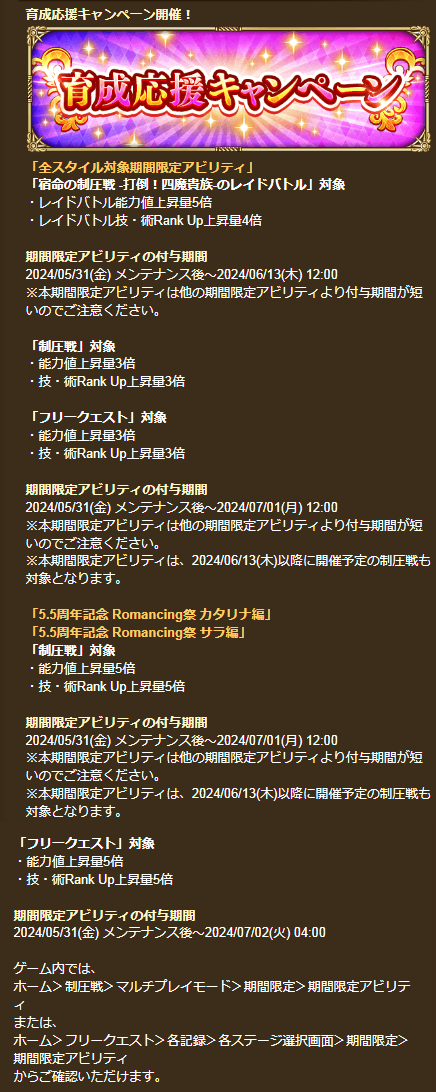 育成応援キャンペーン開催！
育成応援キャンペーン
「全スタイル対象期間限定アビリティ」
「宿命の制圧戦 -打倒！四魔貴族-のレイドバトル」対象
・レイドバトル能力値上昇量5倍
・レイドバトル技・術Rank Up上昇量4倍
期間限定アビリティの付与期間
2024/05/31(金) メンテナンス後～2024/06/13(木) 12:00
※本期間限定アビリティは他の期間限定アビリティより付与期間が短
いのでご注意ください。
「制圧戦」対象
・能力値上昇量3倍
・技・術Rank Up上昇量3倍
「フリークエスト」対象
・能力値上昇量3倍
・技・術Rank Up上昇量3倍
期間限定アビリティの付与期間
2024/05/31(金) メンテナンス後～2024/07/01(月) 12:00
※本期間限定アビリティは他の期間限定アビリティより付与期間が短
いのでご注意ください。
※本期間限定アビリティは、2024/06/13(木)以降に開催予定の制圧戦も
対象となります。
「5.5周年記念 Romancing祭 カタリナ編」
「5.5周年記念 Romancing祭 サラ編」
「制圧戦」対象
・能力値上昇量5倍
・技・術Rank Up上昇量5倍
期間限定アビリティの付与期間
2024/05/31(金) メンテナンス後～2024/07/01(月) 12:00
※本期間限定アビリティは他の期間限定アビリティより付与期間が短
いのでご注意ください。
※本期間限定アビリティは、2024/06/13(木)以降に開催予定の制圧戦も
対象となります。
「フリークエスト」対象
・能力値上昇量5倍
・技・術Rank Up上昇量5倍
期間限定アビリティの付与期間
2024/05/31(金) メンテナンス後～2024/07/02(火) 04:00
ゲーム内では、
ホーム＞制圧戦＞マルチプレイモード＞期間限定＞期間限定アビリテ
ィ
または、
ホーム＞フリークエスト＞各記録＞各ステージ選択画面＞期間限定＞
期間限定アビリティ
からご確認いただけます。